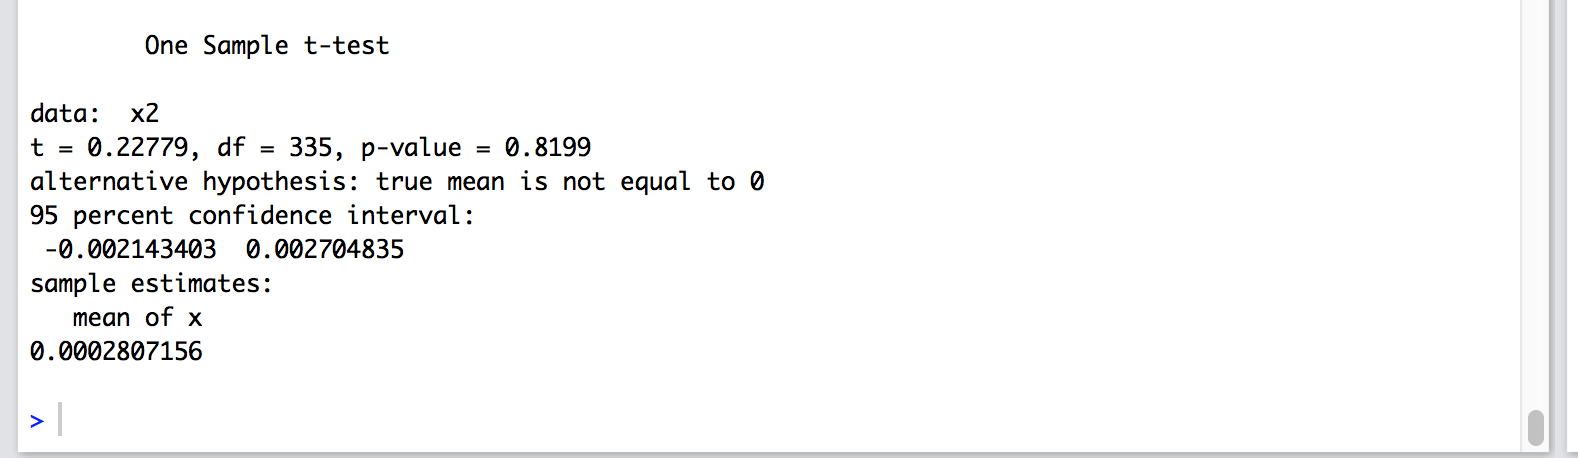 One Sample t-test
data:  x2
t = 0.22779, df = 335, p-value = 0.8199
alternative hypothesis: true mean is not equal to 0
95 percent confidence interval:
 -0.002143403  0.002704835
sample estimates:
   mean of x
0.0002807156
>